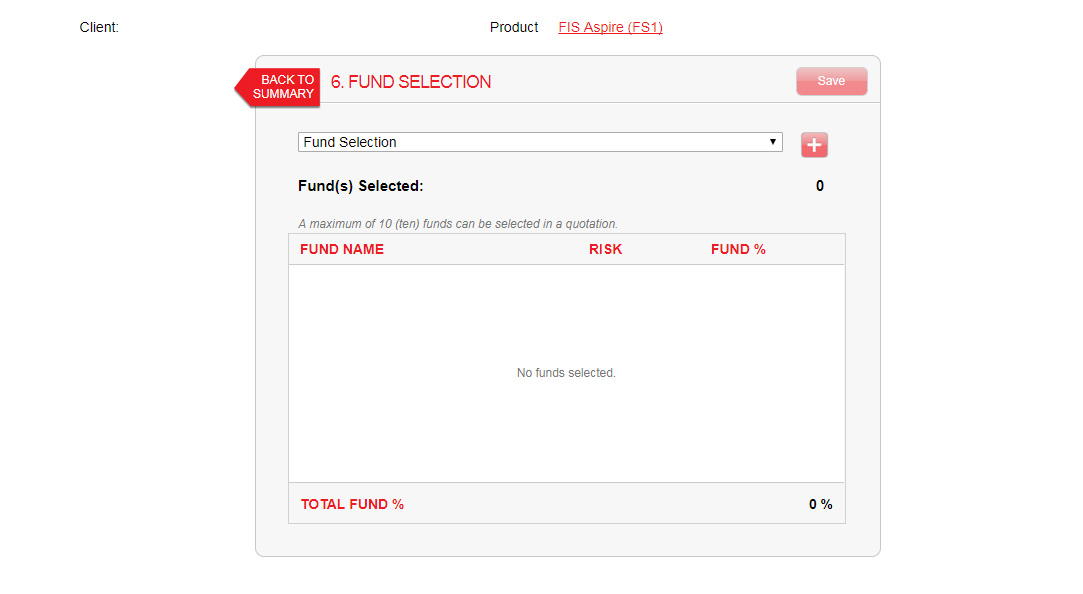 Client:
Product FIS Aspire (FS1)
BACK TO
SUMMARY
6. FUND SELECTION
Save
Fund Selection
Fund(s) Selected: 0
A maximum of 10 (ten) funds can be selected in a quotation.
FUND NAME RISK FUND %
No funds selected.
TOTAL FUND % 0 %